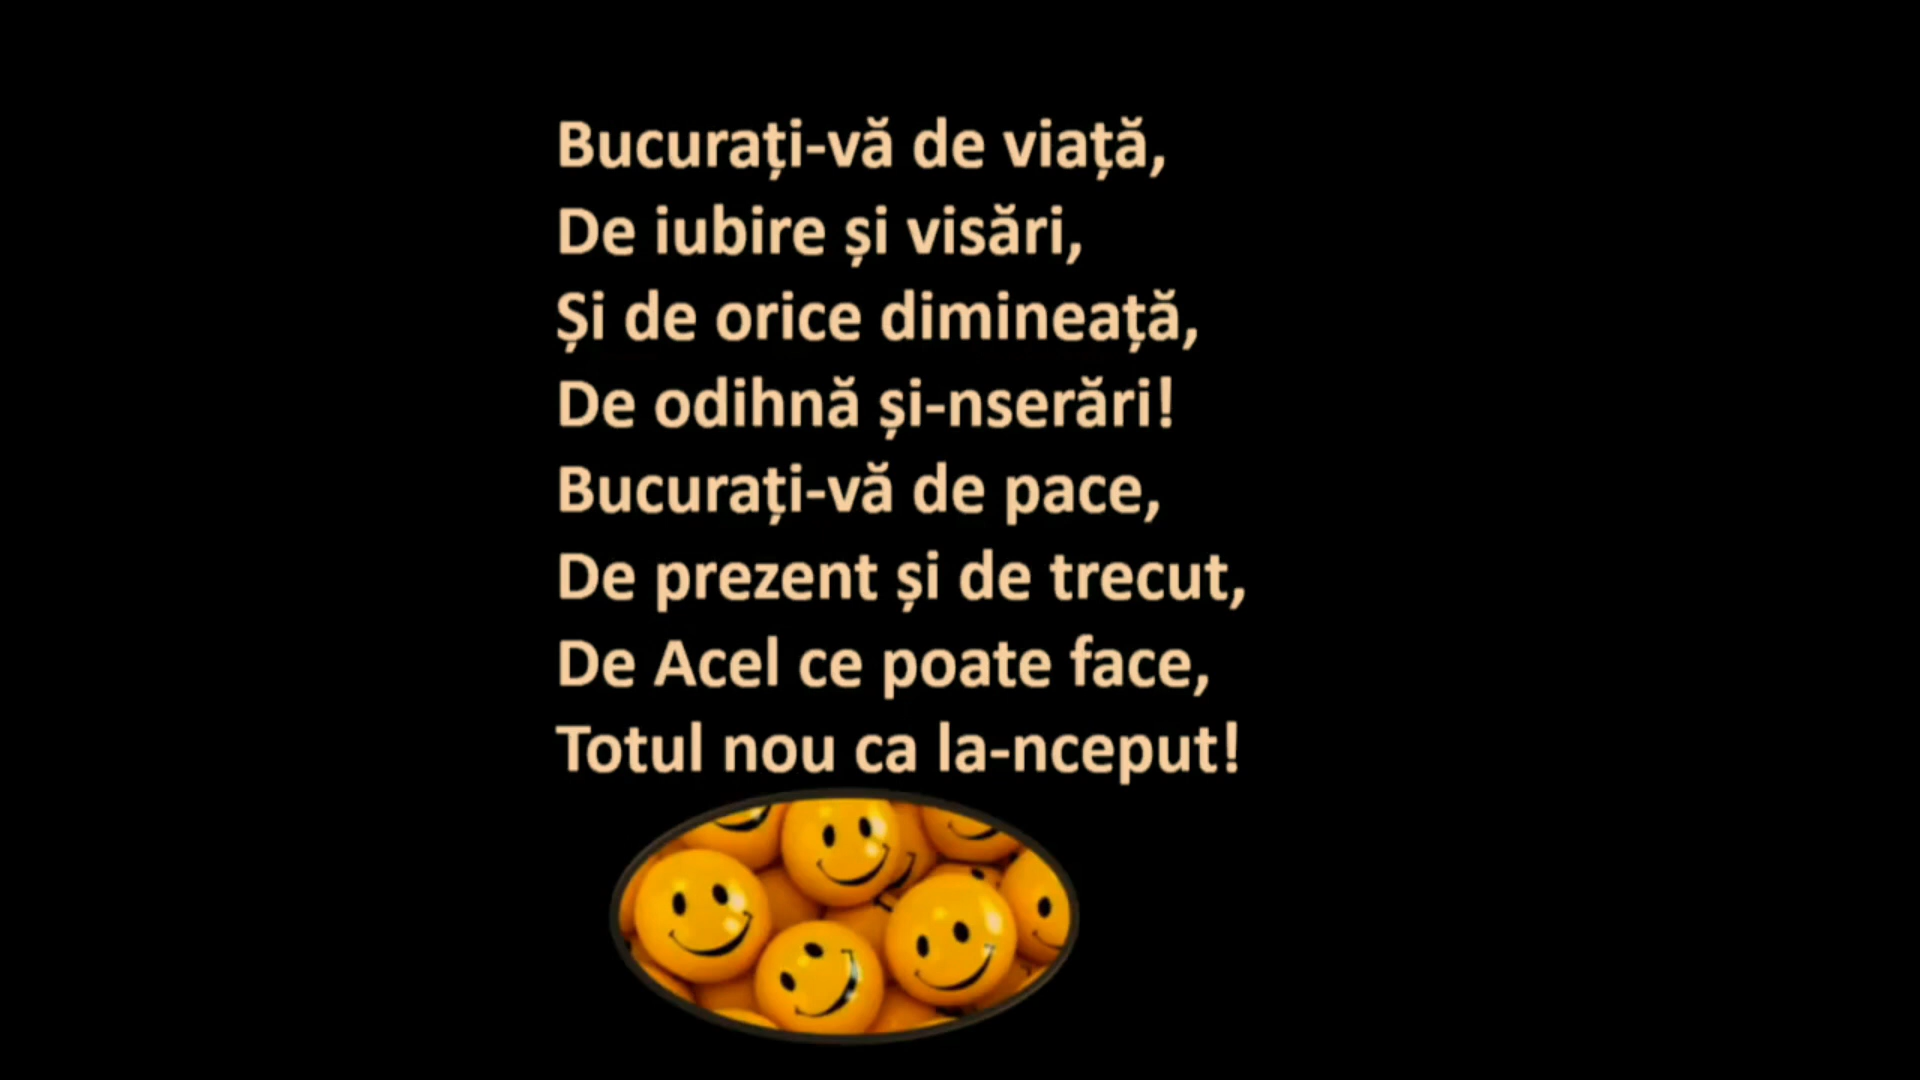 Bucurați-vă de viață,
De iubire și visări,
Și de orice dimineață,
De odihnă și-nserări!
Bucurați-vă de pace,
De prezent și de trecut,
De Acel ce poate face,
Totul nou ca la-nceput!